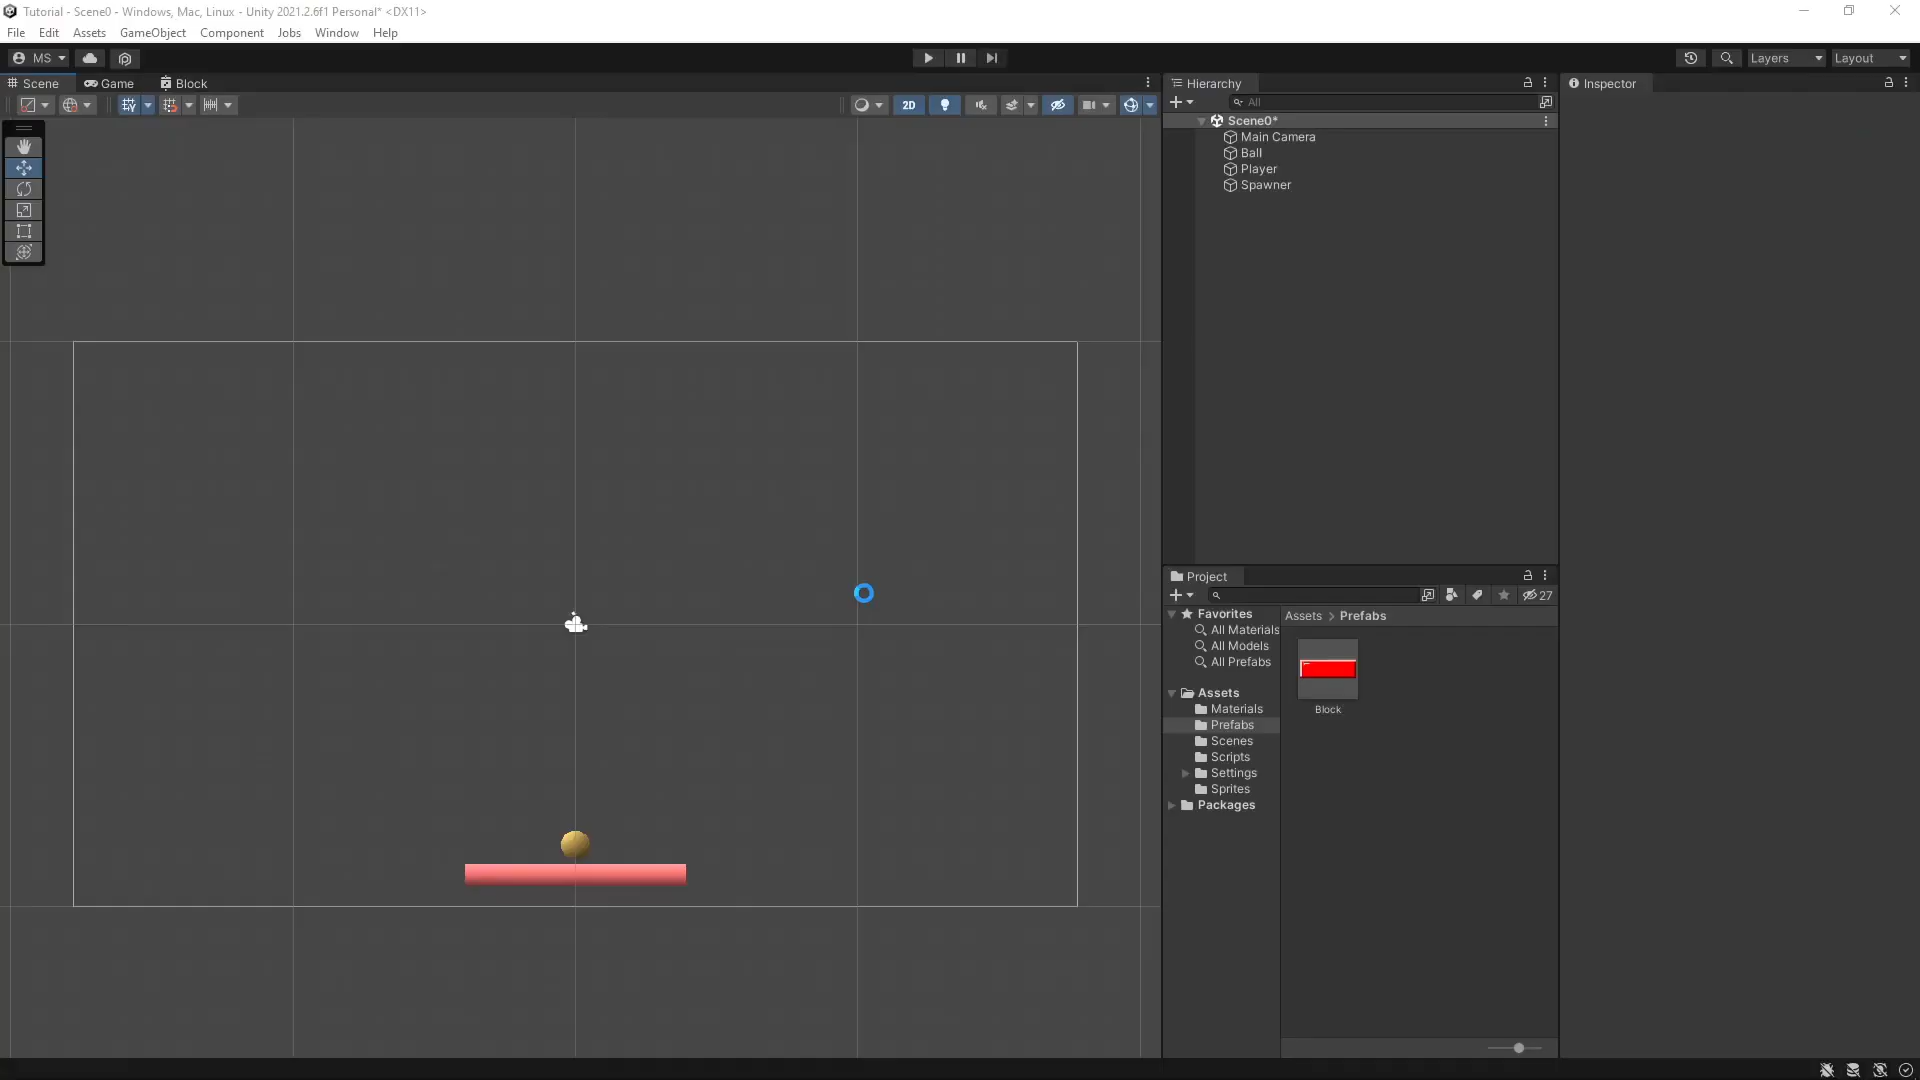 Tutorial - Scene0 - Windows, Mac, Linux - Unity 2021.2.6f1 Personal* <DX11>
File Edit Assets GameObject Component Jobs Window Help
MS Layers Layout
Scene Game Block
2D
Hierarchy
All
Scene0*
Main Camera
Ball
Player
Spawner
Project
27
Favorites
All Materials
All Models
All Prefabs
Assets
Materials
Prefabs
Scenes
Scripts
Settings
Sprites
Packages
Assets > Prefabs
Block
Inspector